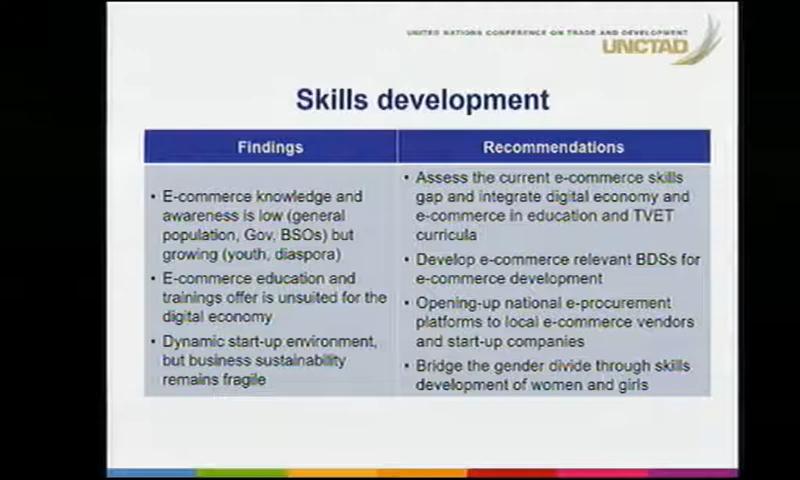 UNITED NATIONS CONFERENCE ON TRADE AND DEVELOPMENT
UNCTAD
Skills development
Findings
Recommendations
• E-commerce knowledge and
awareness is low (general
population, Gov, BSOs) but
growing (youth, diaspora)
• E-commerce education and
trainings offer is unsuited for the
digital economy
• Dynamic start-up environment,
but business sustainability
remains fragile
• Assess the current e-commerce skills
gap and integrate digital economy and
e-commerce in education and TVET
curricula
• Develop e-commerce relevant BDSs for
e-commerce development
• Opening-up national e-procurement
platforms to local e-commerce vendors
and start-up companies
• Bridge the gender divide through skills
development of women and girls